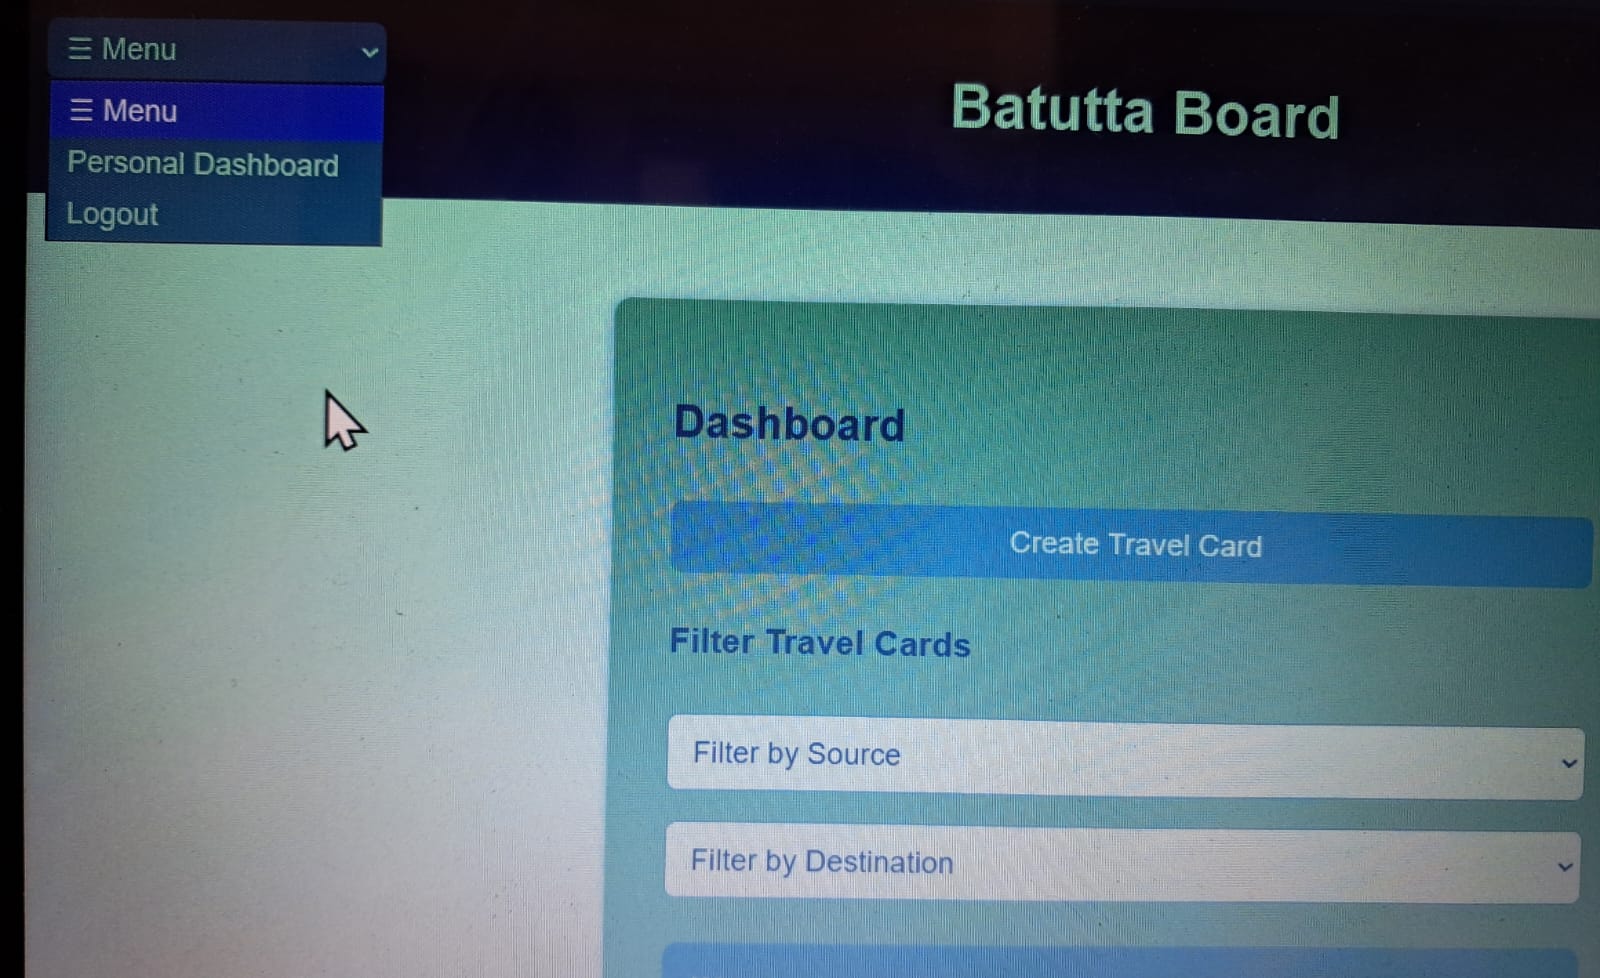 ☰ Menu
☰ Menu
Personal Dashboard
Logout
Batutta Board
Dashboard
Create Travel Card
Filter Travel Cards
Filter by Source
Filter by Destination